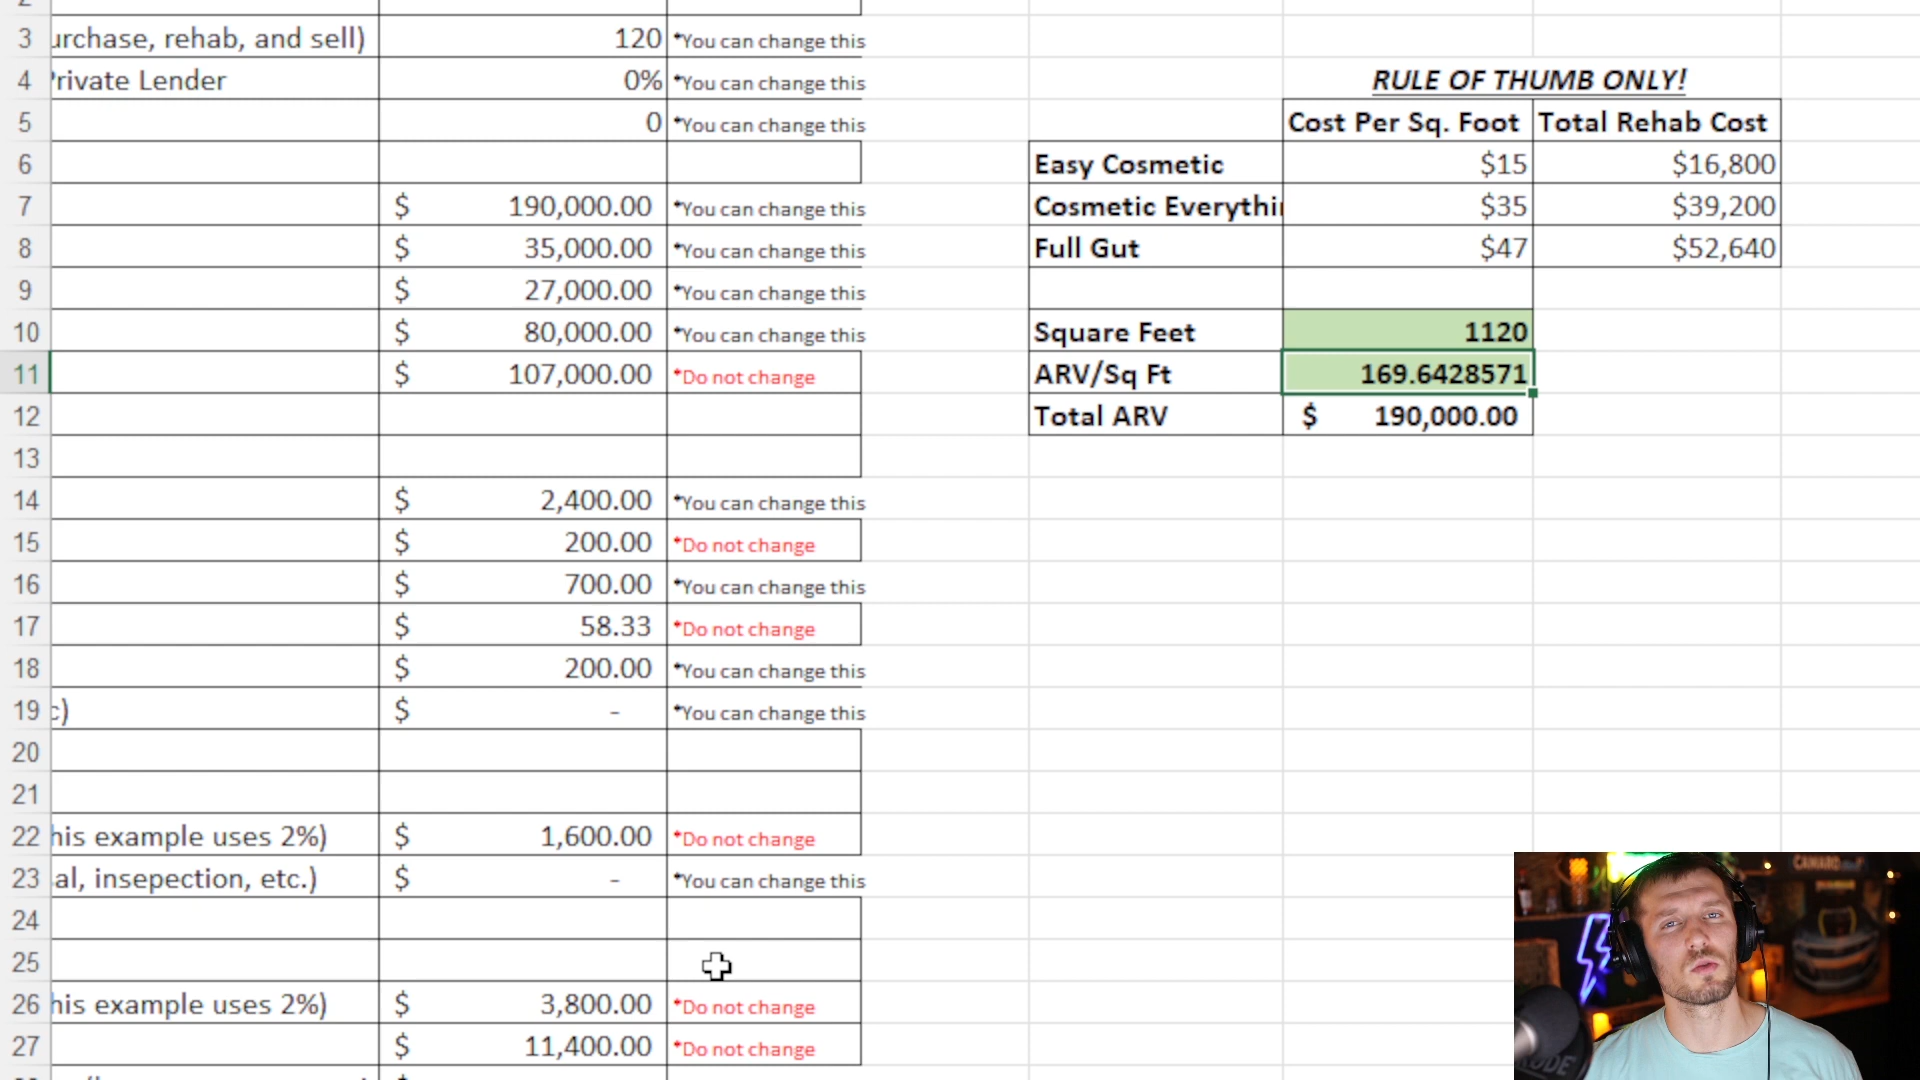 2
3 urchase, rehab, and sell) 120 *You can change this
4 Private Lender 0% *You can change this RULE OF THUMB ONLY!
5 0 *You can change this Cost Per Sq. Foot Total Rehab Cost
6 Easy Cosmetic $15 $16,800
7 $ 190,000.00 *You can change this Cosmetic Everythi $35 $39,200
8 $ 35,000.00 *You can change this Full Gut $47 $52,640
9 $ 27,000.00 *You can change this
10 $ 80,000.00 *You can change this Square Feet 1120
11 $ 107,000.00 *Do not change ARV/Sq Ft 169.6428571
12 Total ARV $ 190,000.00
13
14 $ 2,400.00 *You can change this
15 $ 200.00 *Do not change
16 $ 700.00 *You can change this
17 $ 58.33 *Do not change
18 $ 200.00 *You can change this
19 c) $ - *You can change this
20
21
22 his example uses 2%) $ 1,600.00 *Do not change
23 al, insepection, etc.) $ - *You can change this
24
25
26 his example uses 2%) $ 3,800.00 *Do not change
27 $ 11,400.00 *Do not change
CAMARO
RODE